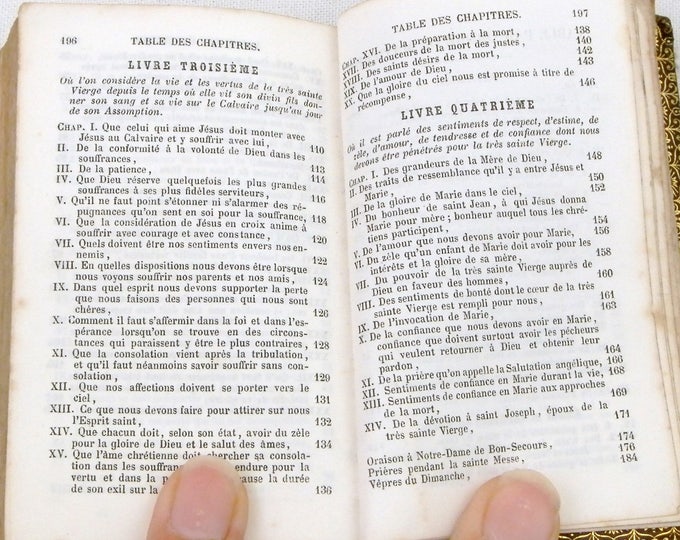 196 TABLE DES CHAPITRES.
LIVRE TROISIÈME
Où l'on considère la vie et les vertus de la très sainte
Vierge depuis le temps où elle vit son divin fils don-
ner son sang et sa vie sur le Calvaire jusqu'au jour
de son Assomption.
CHAP. I. Que celui qui aime Jésus doit monter avec
Jésus au Calvaire et y souffrir avec lui, 110
II. De la conformité à la volonté de Dieu dans les
souffrances, 111
III. De la patience, 114
IV. Que Dieu réserve quelquefois les plus grandes
souffrances à ses plus fidèles serviteurs, 116
V. Qu'il ne faut point s'étonner ni s'alarmer des ré-
pugnances qu'on sent en soi pour la souffrance, 118
VI. Que la considération de Jésus en croix anime à
souffrir avec courage et avec constance, 120
VII. Quels doivent être nos sentiments envers nos en-
nemis, 122
VIII. En quelles dispositions nous devons être lorsque
nous voyons souffrir nos parents et nos amis, 124
IX. Dans quel esprit nous devons supporter la perte
que nous faisons des personnes qui nous sont
chères, 126
X. Comment il faut s'affermir dans la foi et dans l'es-
pérance lorsqu'on se trouve en des circons-
tances qui paraissent y être le plus contraires, 128
XI. Que la consolation vient après la tribulation,
et qu'il faut néanmoins savoir souffrir sans con-
solation, 129
XII. Que nos affections doivent se porter vers le
ciel, 131
XIII. Ce que nous devons faire pour attirer sur nous
l'Esprit saint, 132
XIV. Que chacun doit, selon son état, avoir du zèle
pour la gloire de Dieu et le salut des âmes, 134
XV. Que l'âme chrétienne doit chercher sa consola-
tion dans les souffrances endure pour la
vertu et dans la p cause la durée
de son exil sur la 136
TABLE DES CHAPITRES. 197
CHAP. XVI. De la préparation à la mort, 138
XVII. Des douceurs de la mort des justes, 140
XVIII. Des saints désirs de la mort, 142
XIX. De l'amour de Dieu, 143
XX. Que la gloire du ciel nous est promise à titre de
récompense, 146
LIVRE QUATRIÈME
Où il est parlé des sentiments de respect, d'estime, de
zèle, d'amour, de tendresse et de confiance dont nous
devons être pénétrés pour la très sainte Vierge.
CHAP. I. Des grandeurs de la Mère de Dieu, 148
II. Des traits de ressemblance qu'il y a entre Jésus et
Marie, 150
III. De la gloire de Marie dans le ciel, 152
IV. Du bonheur de saint Jean, à qui Jésus donna
Marie pour mère; bonheur auquel tous les chré-
tiens participent, 154
V. De l'amour que nous devons avoir pour Marie, 156
VI. Du zèle qu'un enfant de Marie doit avoir pour les
intérêts et la gloire de sa mère, 158
VII. Du pouvoir de la très sainte Vierge auprès de
Dieu en faveur des hommes, 160
VIII. Des sentiments de bonté dont le cœur de la très
sainte Vierge est rempli pour nous, 161
IX. De l'invocation de Marie, 163
X. De la confiance que nous devons avoir en Marie,
confiance que doivent surtout avoir les pécheurs
qui veulent retourner à Dieu et obtenir leur
pardon, 164
XI. De la prière qu'on appelle la Salutation angélique, 166
XII. Sentiments de confiance en Marie durant la vie, 168
XIII. Sentiments de confiance en Marie aux approches
de la mort, 169
XIV. De la dévotion à saint Joseph, époux de la
très sainte Vierge, 171
Oraison à Notre-Dame de Bon-Secours, 174
Prières pendant la sainte Messe, 176
Vêpres du Dimanche, 184